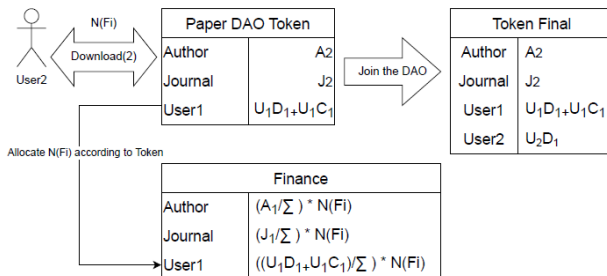 N(Fi)
Download(2)
User2
Paper DAO Token
Author A2
Journal J2
User1 U1D1+U1C1
Join the DAO
Token Final
Author A2
Journal J2
User1 U1D1+U1C1
User2 U2D1
Allocate N(Fi) according to Token
Finance
Author (A1/∑ ) * N(Fi)
Journal (J1/∑ ) * N(Fi)
User1 ((U1D1+U1C1)/∑ ) * N(Fi)